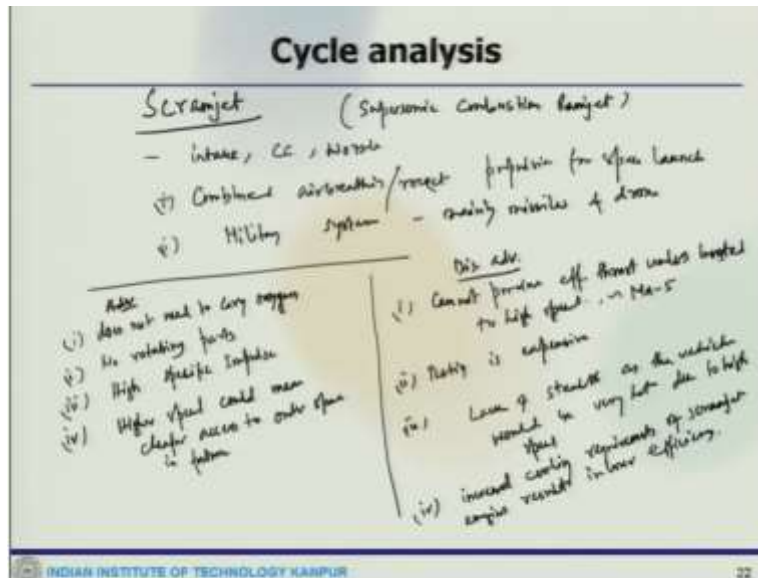 Cycle analysis
Scramjet (Supersonic Combustion Ramjet)
- intake, CC, Nozzle
(i) Combined airbreathing/rocket propulsion for space launch
(ii) Military system - mainly missiles & drone
Adv.
(i) does not need to carry oxygen
(ii) No rotating parts
(iii) High specific Impulse
(iv) Higher speed could mean
cheaper access to outer space
in future
Dis adv.
(i) Cannot produce eff thrust unless boosted
to high speed, ~ Ma-5
(ii) Testing is expensive
(iii) Lack of stealth as the vehicle
would be very hot due to high
speed
(iv) increased cooling requirements of scramjet
engine results in low efficiency.
INDIAN INSTITUTE OF TECHNOLOGY KANPUR
22